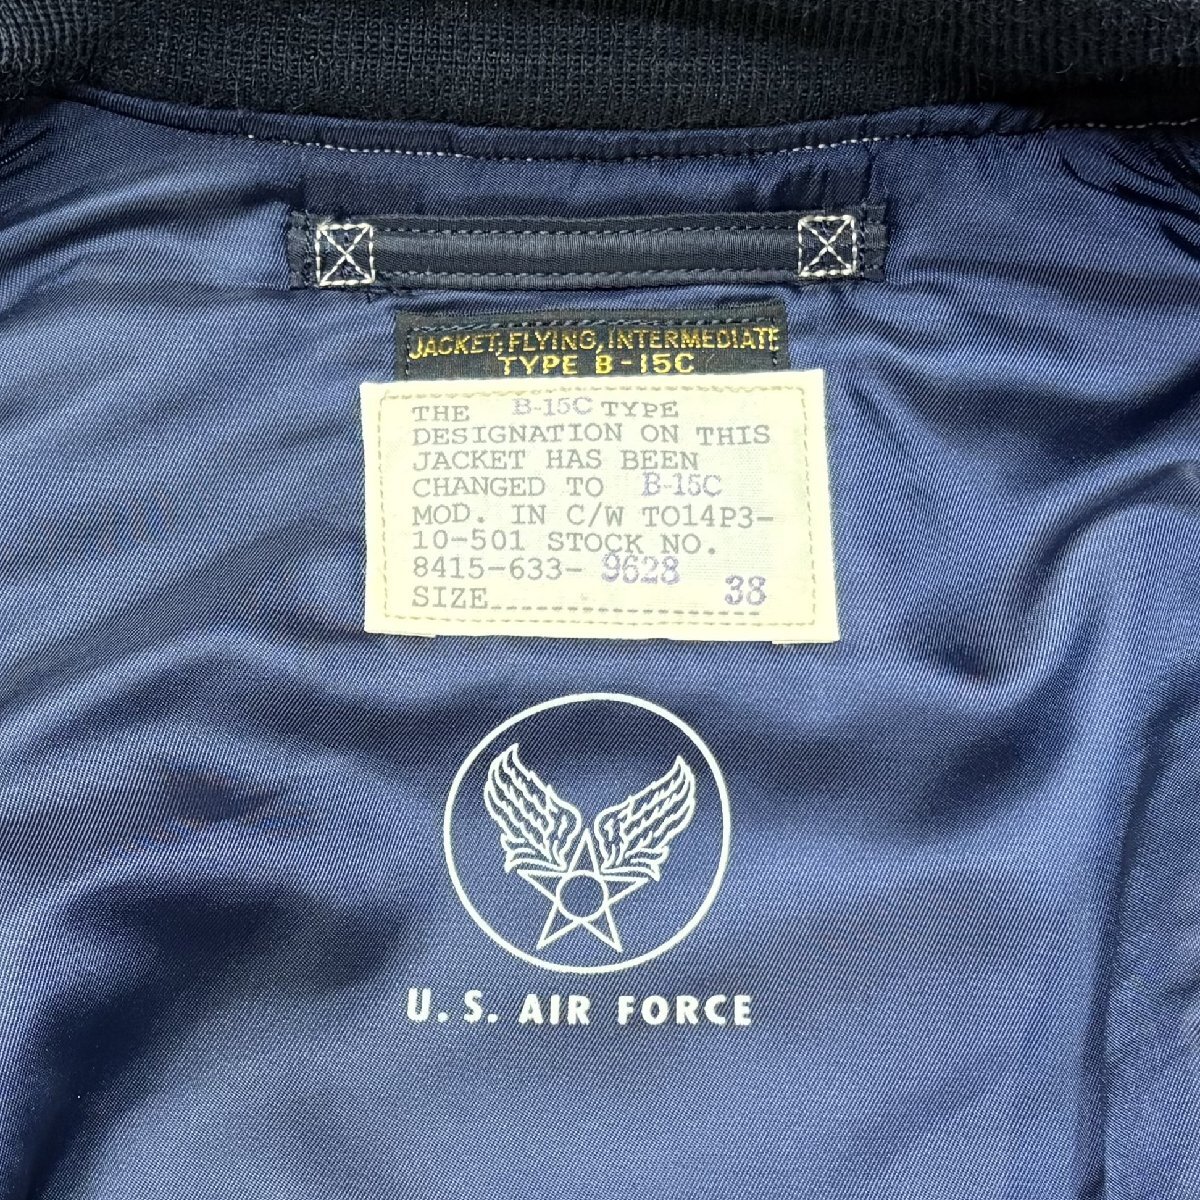 JACKET, FLYING, INTERMEDIATE
TYPE B-15C
THE B-15C TYPE
DESIGNATION ON THIS
JACKET HAS BEEN
CHANGED TO B-15C
MOD. IN C/W TO14P3-
10-501 STOCK NO.
8415-633-9628
SIZE 38
U.S. AIR FORCE